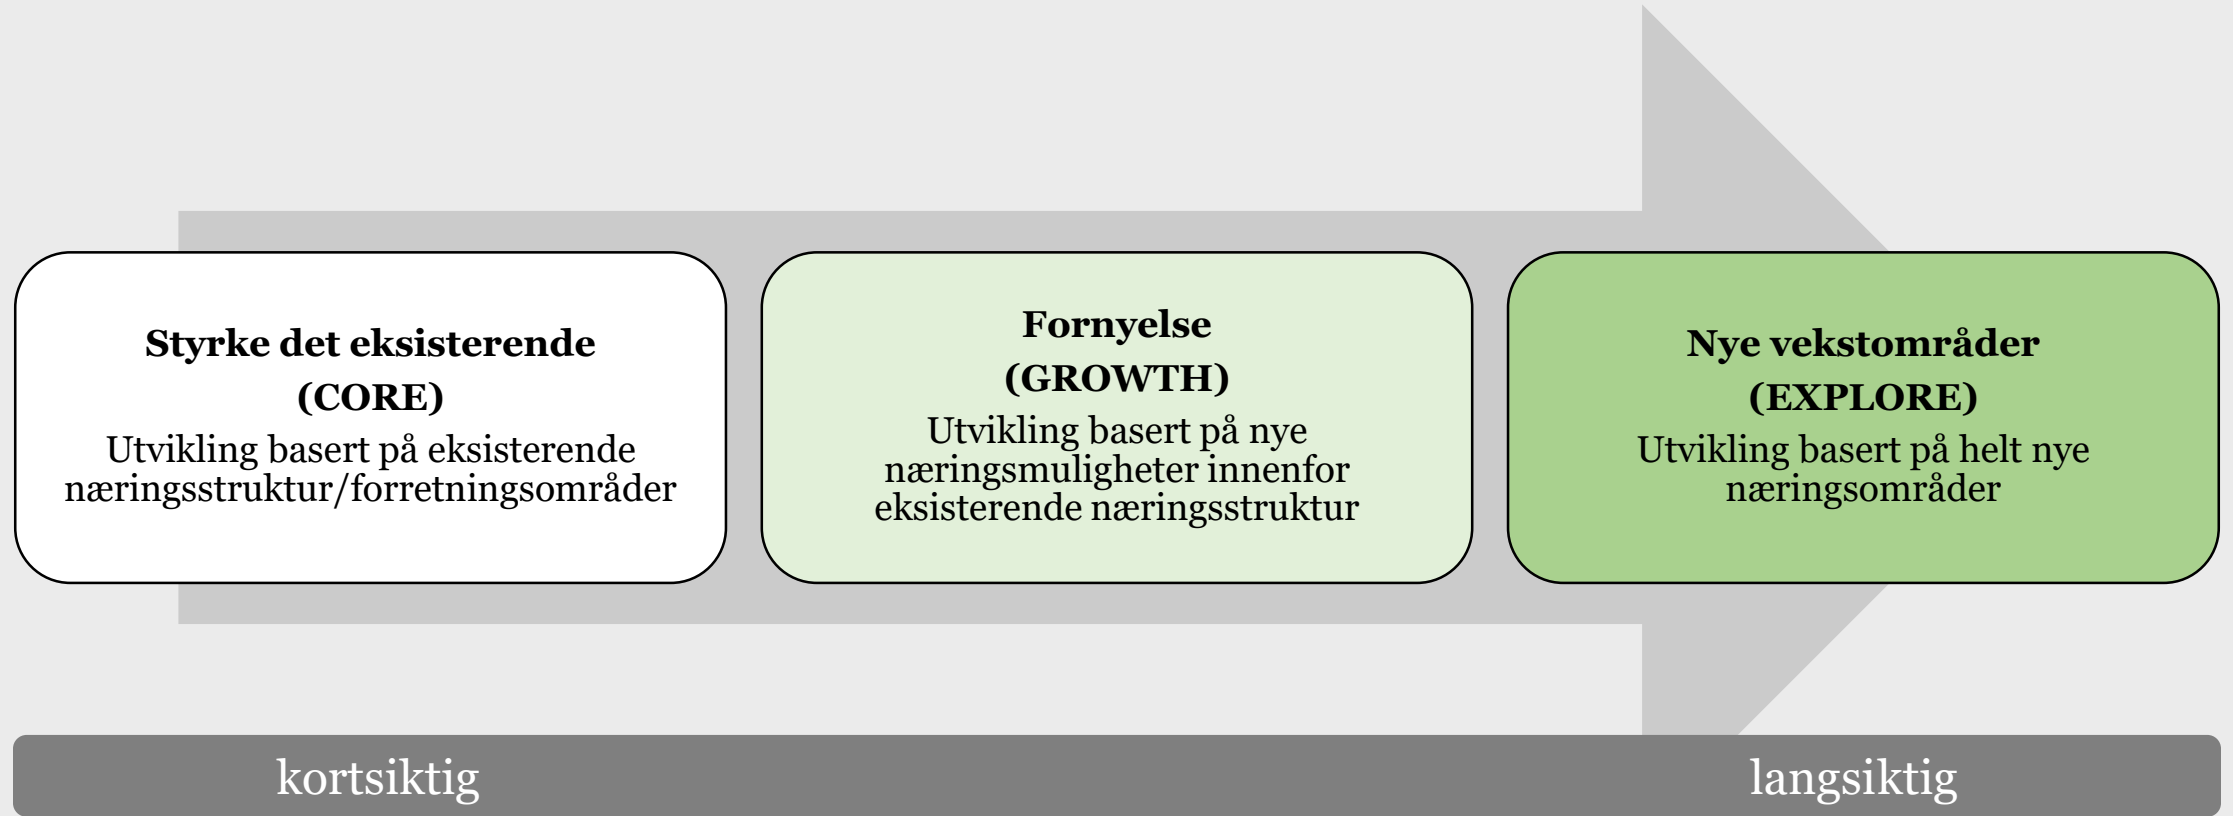 Styrke det eksisterende
(CORE)
Utvikling basert på eksisterende
næringsstruktur/forretningsområder
Fornyelse
(GROWTH)
Utvikling basert på nye
næringsmuligheter innenfor
eksisterende næringsstruktur
Nye vekstområder
(EXPLORE)
Utvikling basert på helt nye
næringsområder
kortsiktig
langsiktig